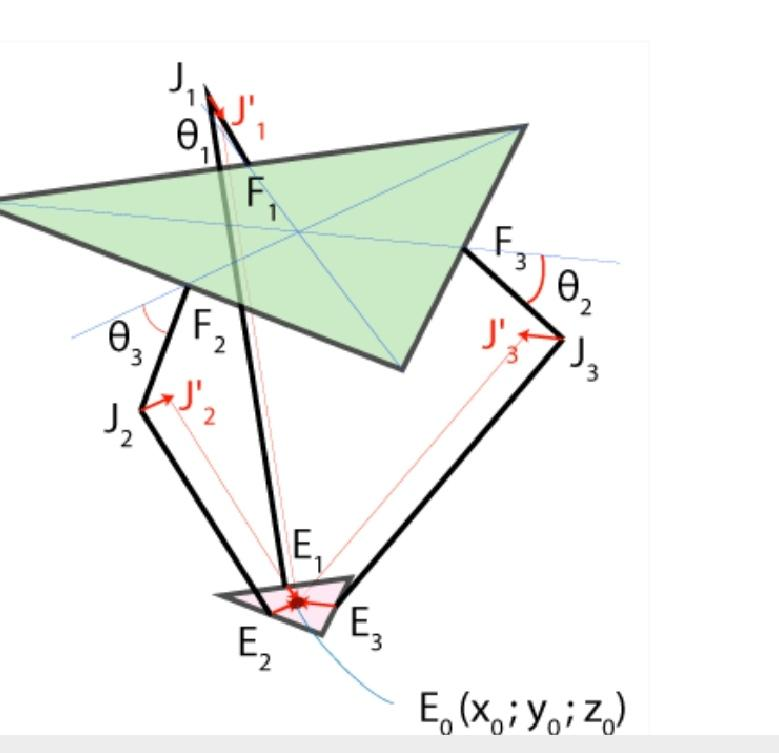 J₁
J'₁
θ₁
F₁
F₃
θ₂
F₂
θ₃
J'₃
J₃
J'₂
J₂
E₁
E₃
E₂
E₀(x₀;y₀;z₀)